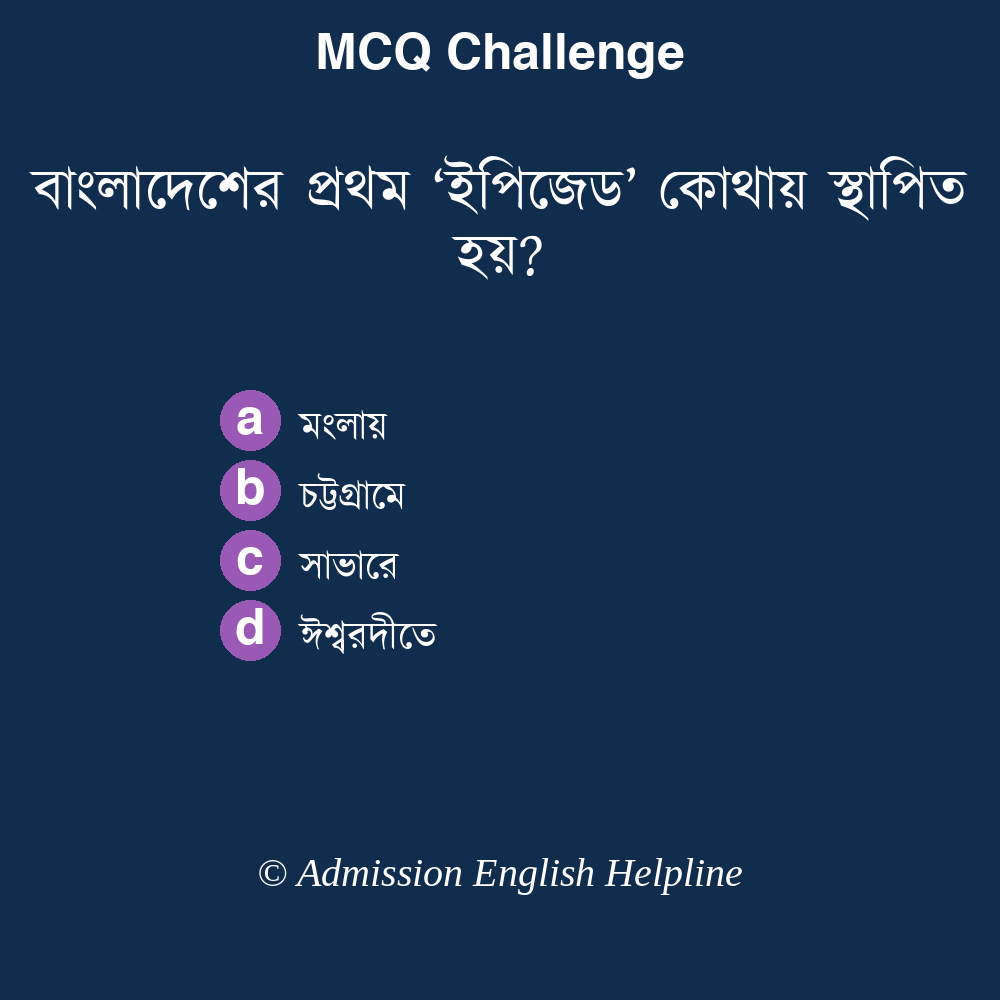 MCQ Challenge
বাংলাদেশের প্রথম ‘ইপিজেড’ কোথায় স্থাপিত
হয়?
a মংলায়
b চট্টগ্রামে
c সাভারে
d ঈশ্বরদীতে
© Admission English Helpline